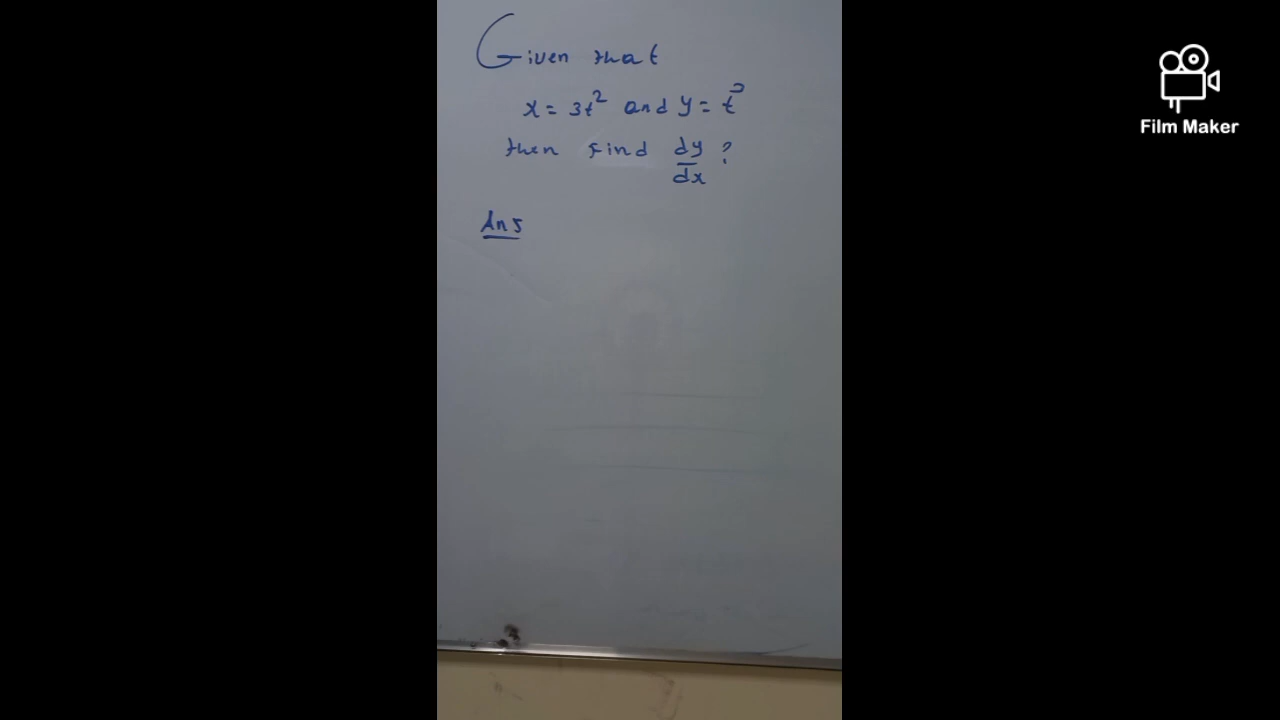 Given that
x = 3t² and y = t³
then find dy/dx ?
Ans
Film Maker